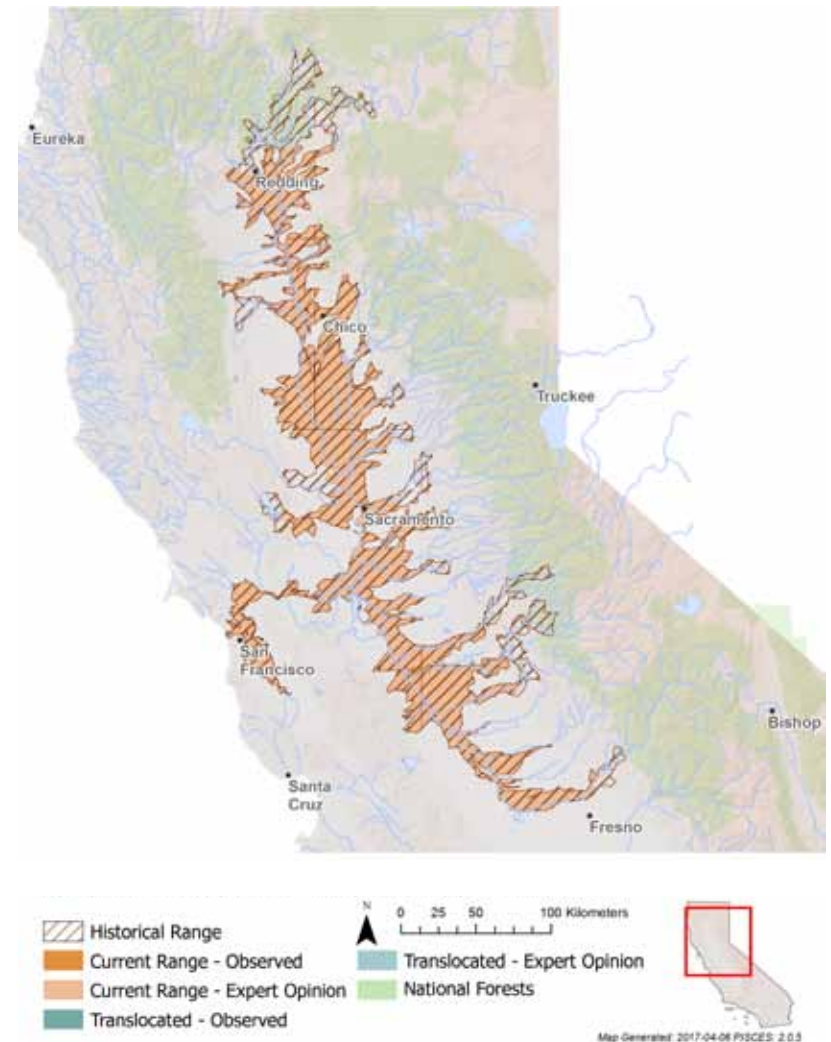 Eureka
Redding
Chico
Truckee
Sacramento
San
Francisco
Bishop
Santa
Cruz
Fresno
N
0 25 50 100 Kilometers
Historical Range
Current Range - Observed
Translocated - Expert Opinion
Current Range - Expert Opinion
National Forests
Translocated - Observed
Map Generated: 2017-04-06 PISCES: 2.0.5